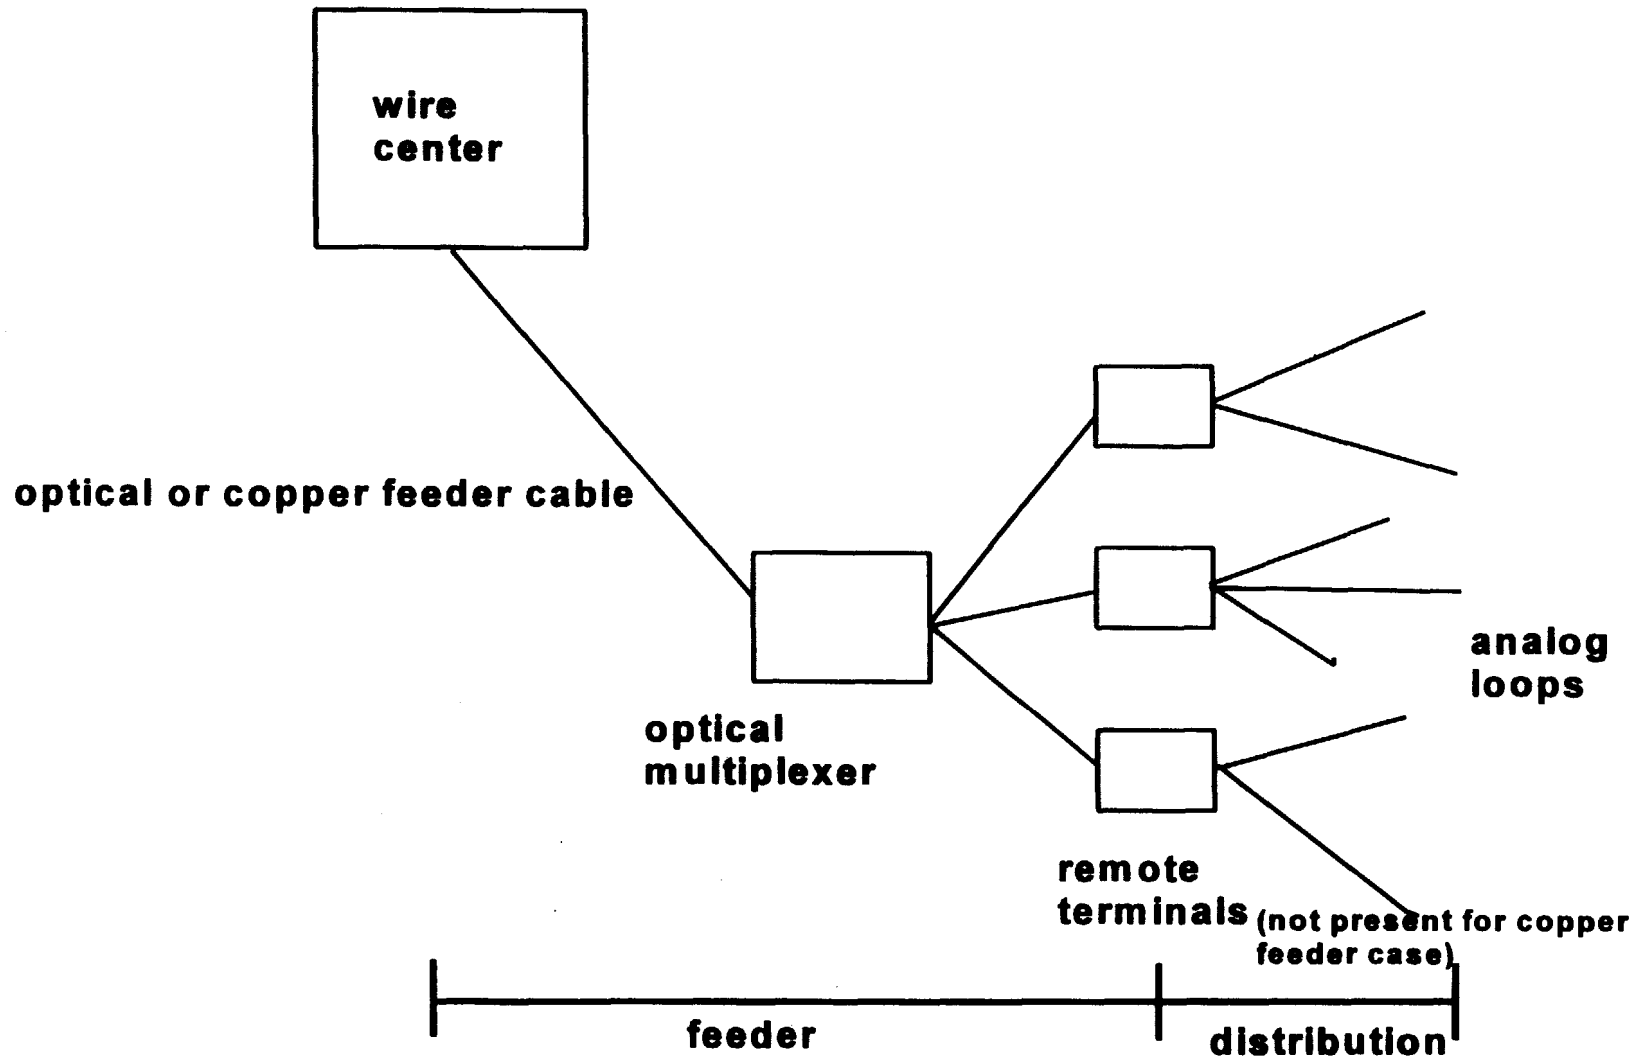 wire
center
optical or copper feeder cable
analog
loops
optical
multiplexer
remote
terminals (not present for copper
feeder case)
feeder
distribution